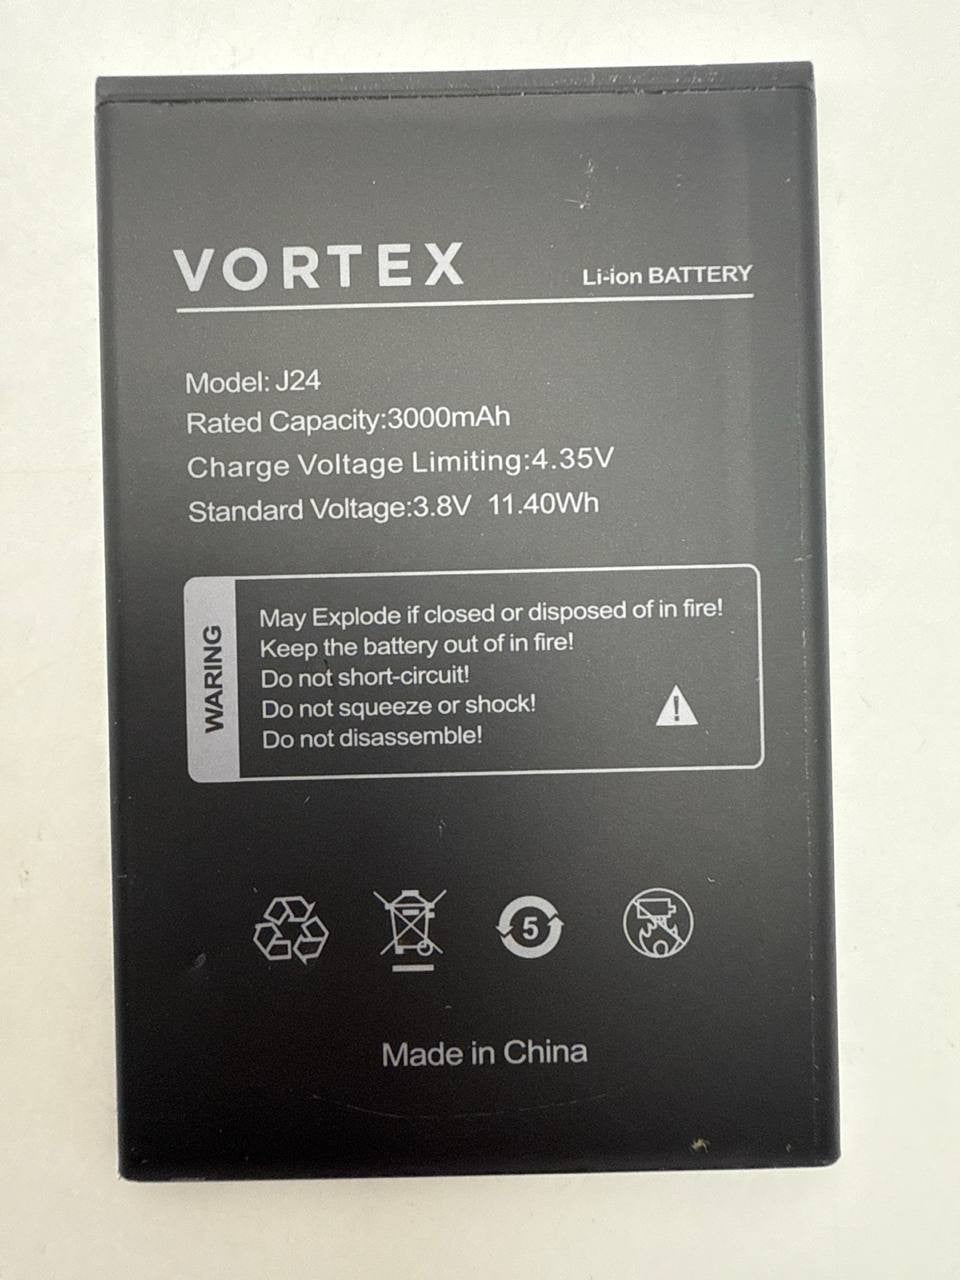 VORTEX
Li-ion BATTERY
Model: J24
Rated Capacity:3000mAh
Charge Voltage Limiting:4.35V
Standard Voltage:3.8V 11.40Wh
WARING
May Explode if closed or disposed of in fire!
Keep the battery out of in fire!
Do not short-circuit!
Do not squeeze or shock!
Do not disassemble!
!
5
Made in China